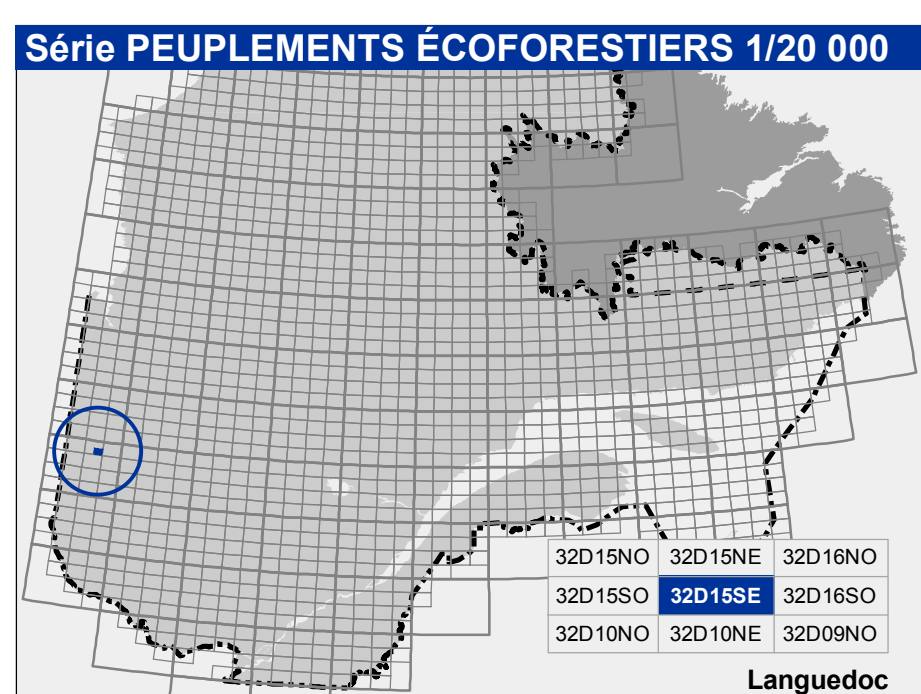 Série PEUPLEMENTS ÉCOFORESTIERS 1/20 000
32D15NO 32D15NE 32D16NO
32D15SO 32D15SE 32D16SO
32D10NO 32D10NE 32D09NO
Languedoc